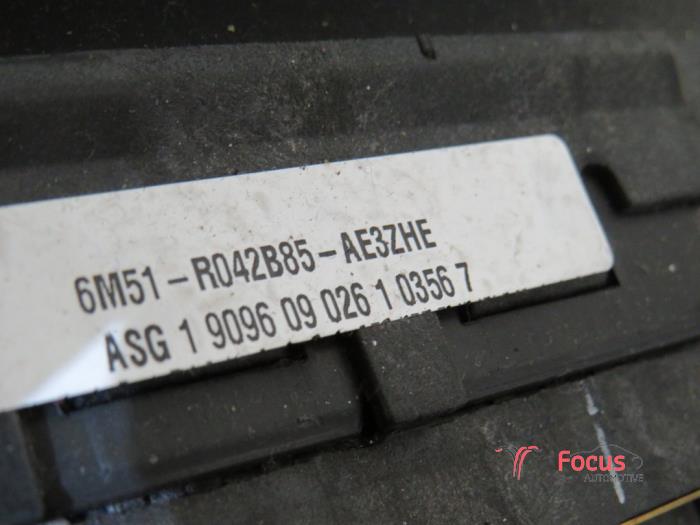 6M51-R042B85-AE3ZHE
ASG 1 9096 09 026 1 0356 7
Focus
AUTOMOTIVE